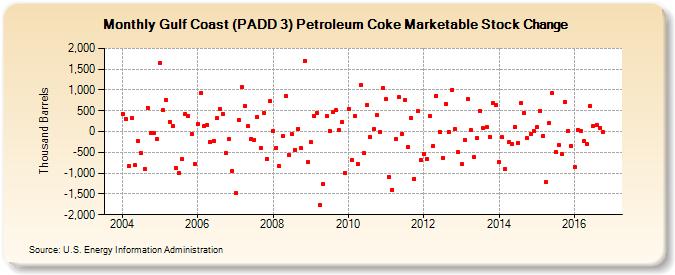 Monthly Gulf Coast (PADD 3) Petroleum Coke Marketable Stock Change
Thousand Barrels
2,000
1,500
1,000
500
0
-500
-1,000
-1,500
-2,000
2004 2006 2008 2010 2012 2014 2016
Source: U.S. Energy Information Administration